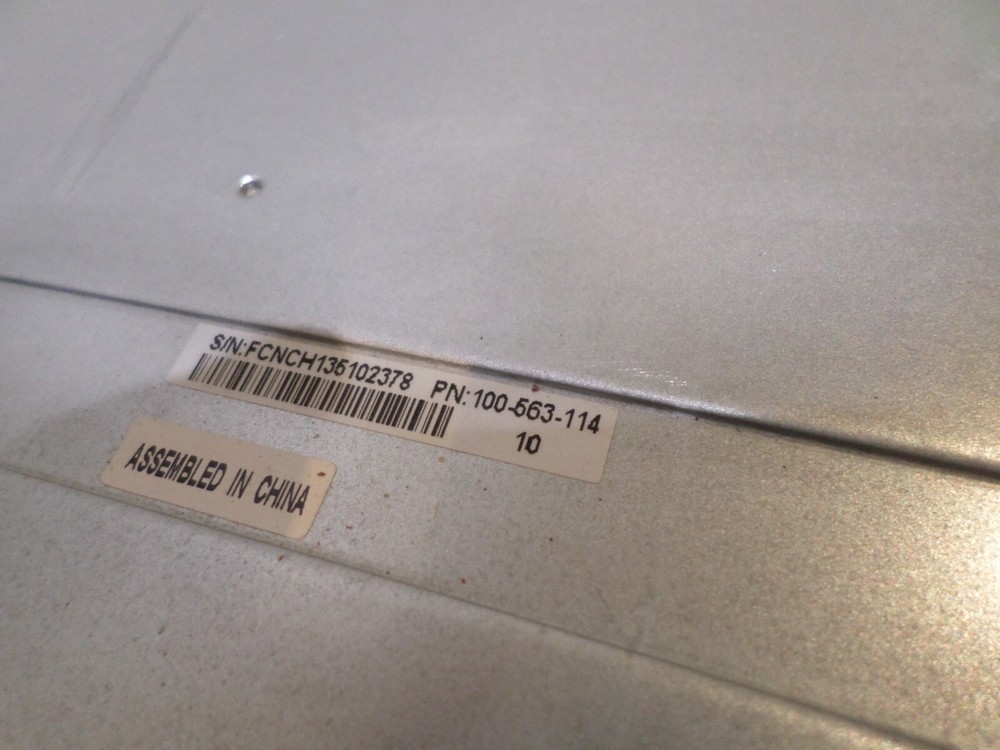 S/N:FCNCH135102378 PN:100-563-114
10
ASSEMBLED IN CHINA